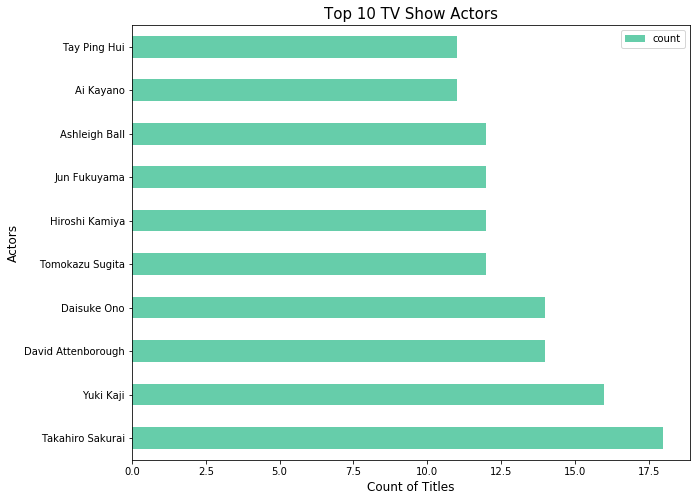 Top 10 TV Show Actors
count
Tay Ping Hui
Ai Kayano
Ashleigh Ball
Jun Fukuyama
Hiroshi Kamiya
Tomokazu Sugita
Daisuke Ono
David Attenborough
Yuki Kaji
Takahiro Sakurai
Actors
0.0 2.5 5.0 7.5 10.0 12.5 15.0 17.5
Count of Titles